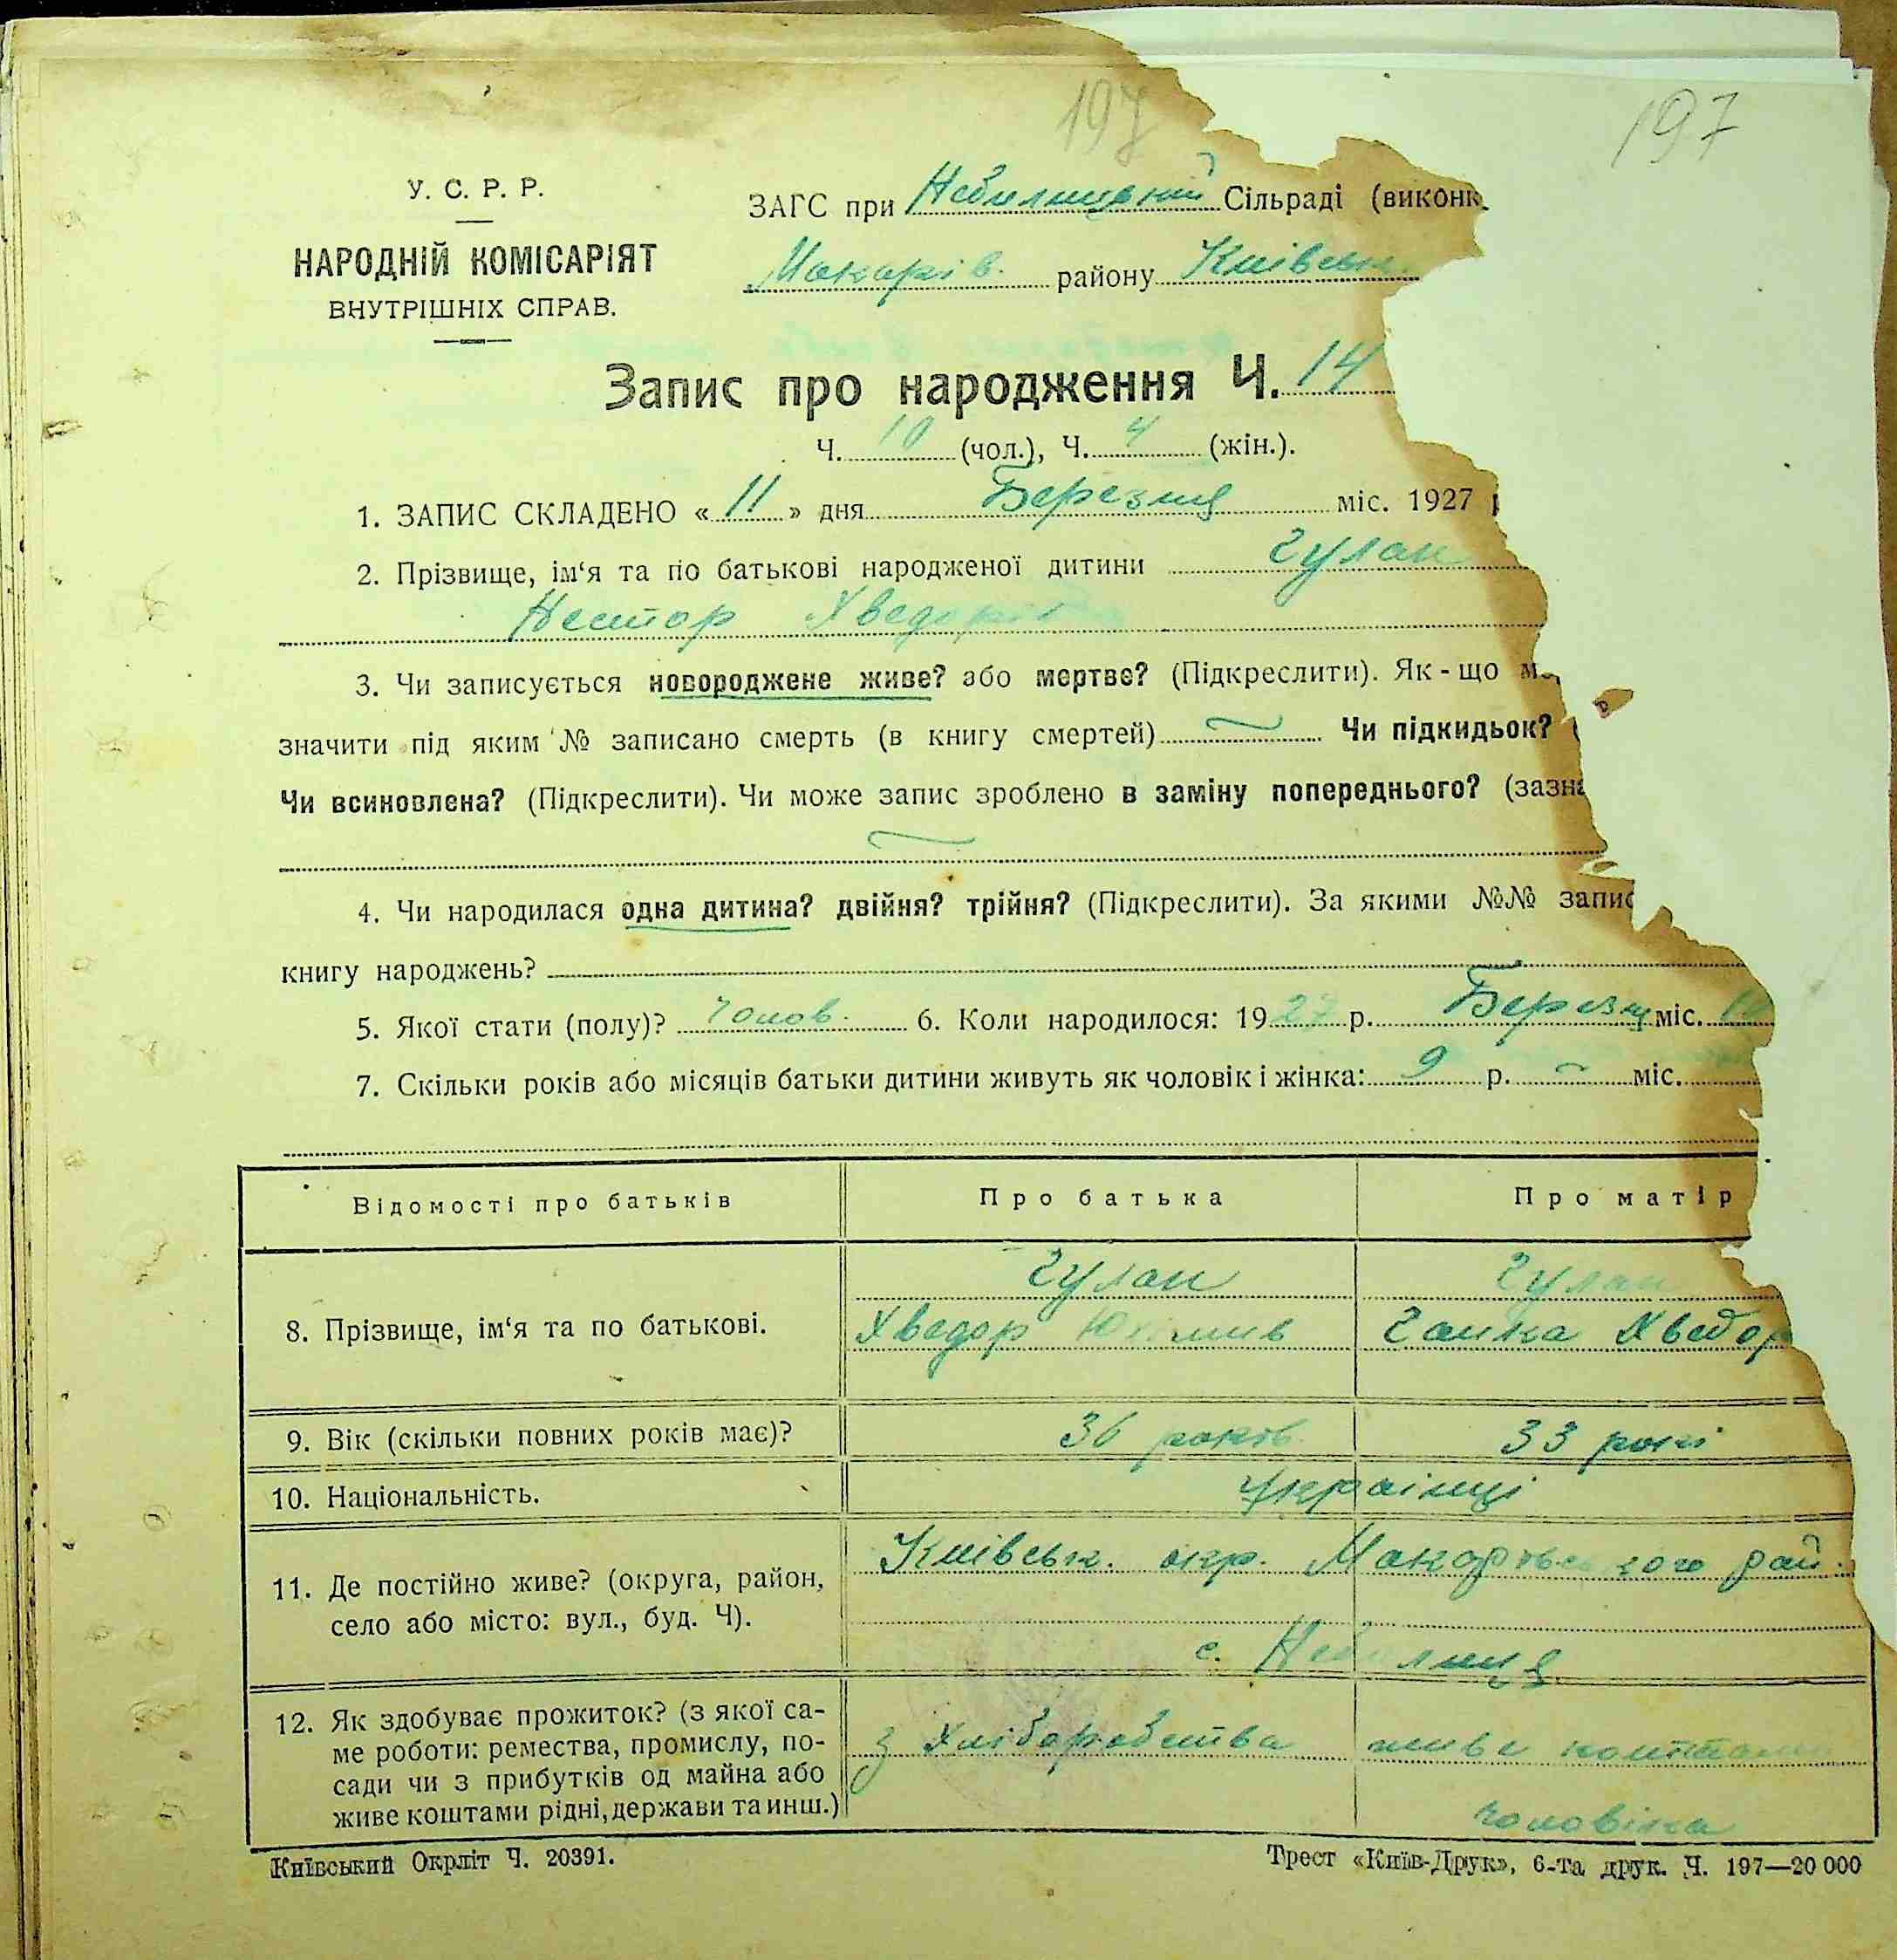 197
197
У. С. Р. Р.
НАРОДНІЙ КОМІСАРІЯТ
ВНУТРІШНІХ СПРАВ.
ЗАГС при Небилицькій Сільраді (виконк
Макарів. району Київськ.
Запис про народження Ч. 14
Ч. 10 (чол.), Ч. 4 (жін.).
1. ЗАПИС СКЛАДЕНО « 11 » дня Березня міс. 1927 р
2. Прізвище, ім‘я та по батькові народженої дитини Гулан
Нестор Хведорів
3. Чи записується новороджене живе? або мертве? (Підкреслити). Як-що м
значити під яким № записано смерть (в книгу смертей) Чи підкидьок? (
Чи всиновлена? (Підкреслити). Чи може запис зроблено в заміну попереднього? (зазна
4. Чи народилася одна дитина? двійня? трійня? (Підкреслити). За якими №№ запис
книгу народжень?
5. Якої стати (полу)? Чолов. 6. Коли народилося: 1927 р. Березня міс. 10
7. Скільки років або місяців батьки дитини живуть як чоловік і жінка: 9 р. — міс.
Відомості про батьків Про батька Про матір
Гулан Гулан
8. Прізвище, ім‘я та по батькові. Хведор Юхимів Ганка Хведор
9. Вік (скільки повних років має)? 36 років 33 рокі
10. Національність. Українці
11. Де постійно живе? (округа, район, Київськ. окр. Макарівського рай.
село або місто: вул., буд. Ч). с. Небилиця
12. Як здобуває прожиток? (з якої са-
ме роботи: ремества, промислу, по- з Хліборобства живе коштами
сади чи з прибутків од майна або
живе коштами рідні, держави та инш.) чоловіка
Київський Окрліт Ч. 20391.
Трест «Київ-Друк», 6-та друк. Ч. 197—20 000